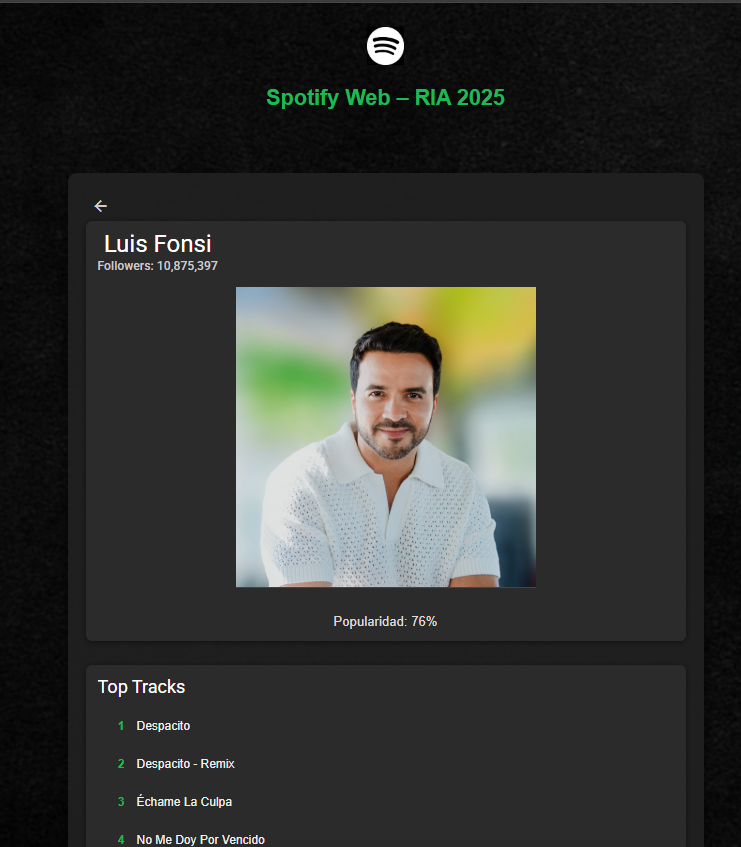 Spotify Web – RIA 2025
Luis Fonsi
Followers: 10,875,397
Popularidad: 76%
Top Tracks
1 Despacito
2 Despacito - Remix
3 Échame La Culpa
4 No Me Doy Por Vencido